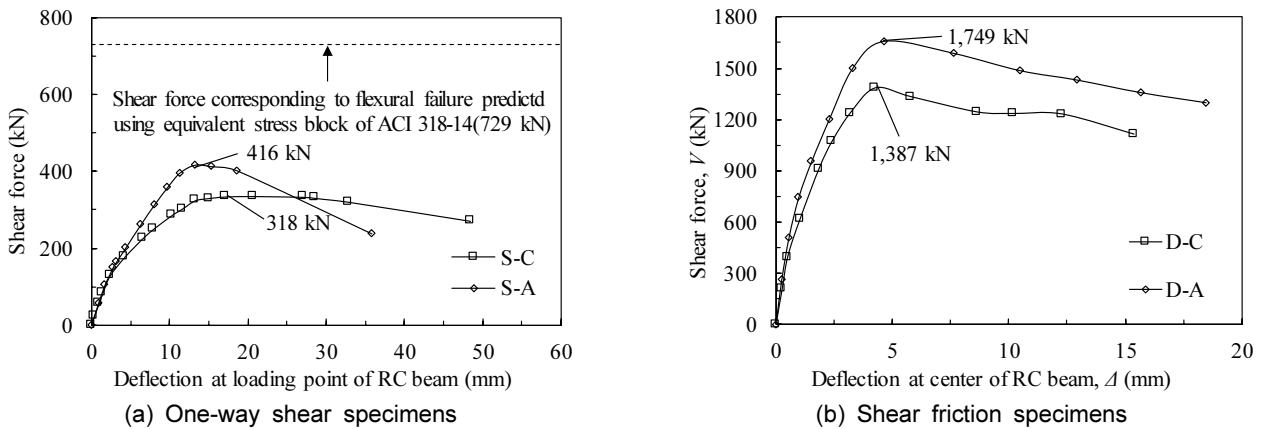 800
600
400
200
0
Shear force (kN)
Shear force corresponding to flexural failure predictd
using equivalent stress block of ACI 318-14(729 kN)
416 kN
318 kN
S-C
S-A
0 10 20 30 40 50 60
Deflection at loading point of RC beam (mm)
(a) One-way shear specimens
1800
1500
1200
900
600
300
0
Shear force, V (kN)
1,749 kN
1,387 kN
D-C
D-A
0 5 10 15 20
Deflection at center of RC beam, Δ (mm)
(b) Shear friction specimens